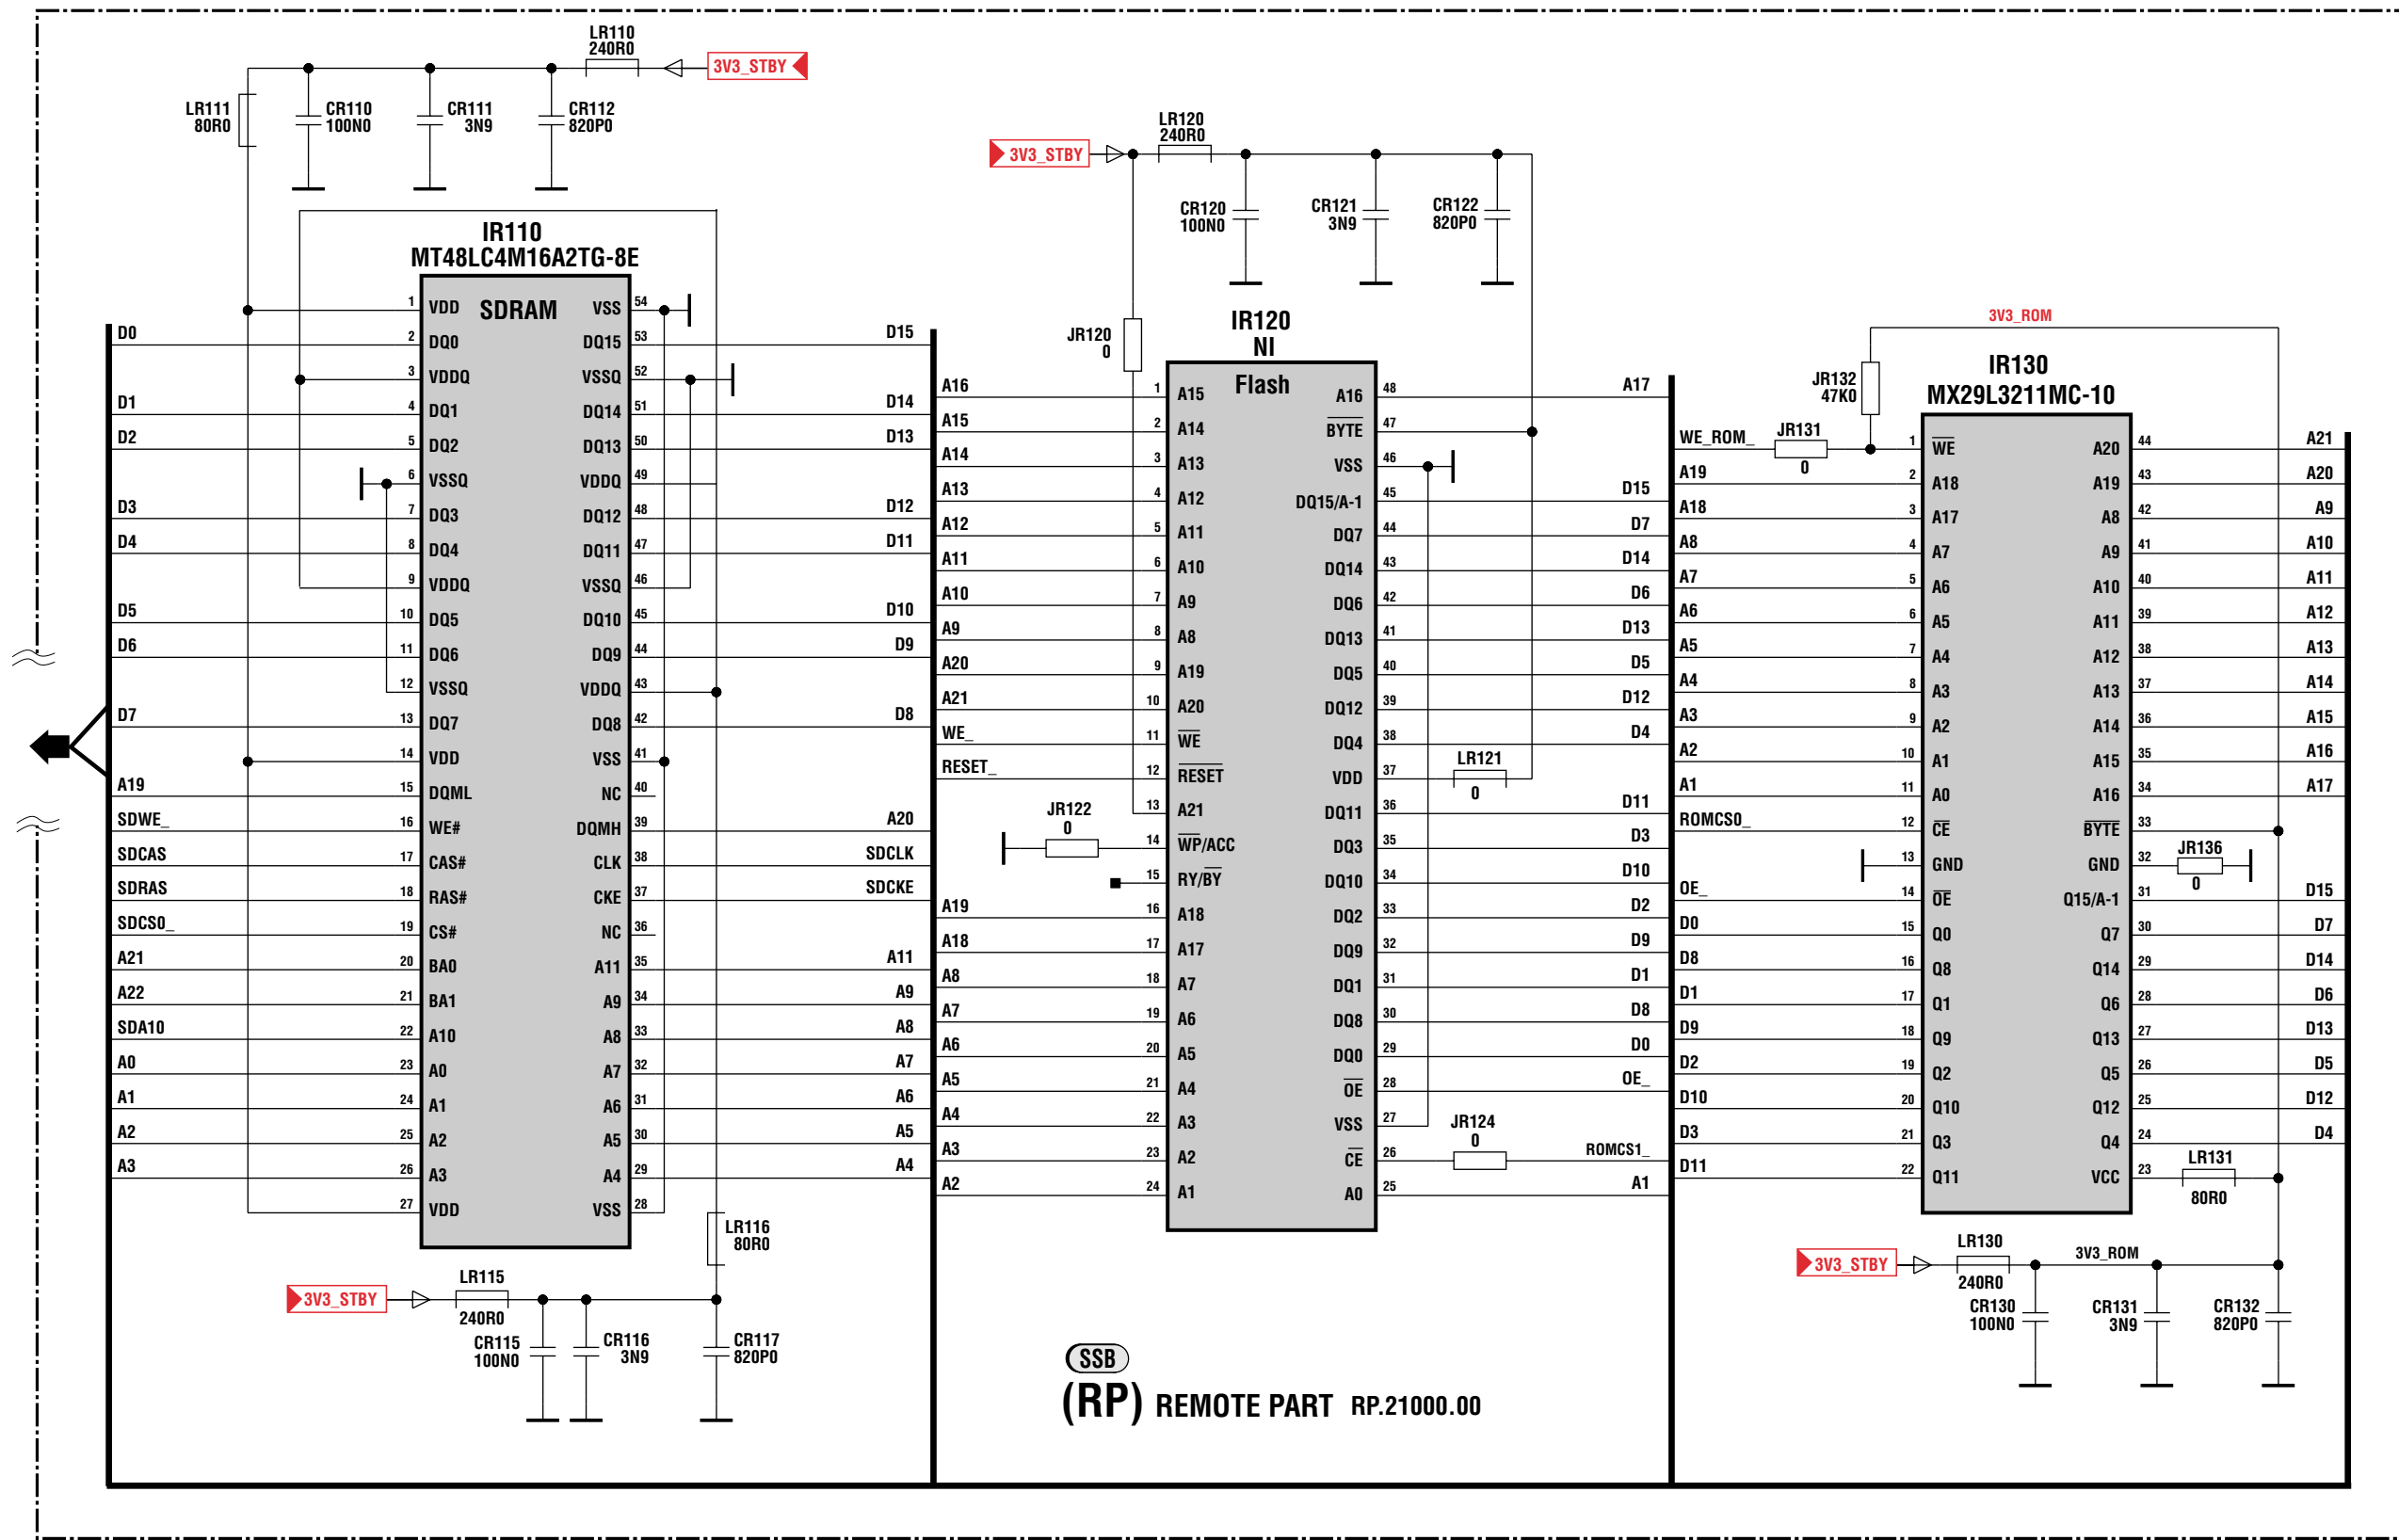 LR110
240R0
3V3_STBY
LR111
80R0
CR110
100N0
CR111
3N9
CR112
820P0
IR110
MT48LC4M16A2TG-8E
SDRAM
D0
D1
D2
D3
D4
D5
D6
D7
A19
SDWE_
SDCAS
SDRAS
SDCS0_
A21
A22
SDA10
A0
A1
A2
A3
1 VDD
2 DQ0
3 VDDQ
4 DQ1
5 DQ2
6 VSSQ
7 DQ3
8 DQ4
9 VDDQ
10 DQ5
11 DQ6
12 VSSQ
13 DQ7
14 VDD
15 DQML
16 WE#
17 CAS#
18 RAS#
19 CS#
20 BA0
21 BA1
22 A10
23 A0
24 A1
25 A2
26 A3
27 VDD
VSS 54
DQ15 53 D15
VSSQ 52
DQ14 51 D14
DQ13 50 D13
VDDQ 49
DQ12 48 D12
DQ11 47 D11
VSSQ 46
DQ10 45 D10
DQ9 44 D9
VDDQ 43
DQ8 42 D8
VSS 41
NC 40
DQMH 39 A20
CLK 38 SDCLK
CKE 37 SDCKE
NC 36
A11 35 A11
A9 34 A9
A8 33 A8
A7 32 A7
A6 31 A6
A5 30 A5
A4 29 A4
VSS 28
LR116
80R0
3V3_STBY
LR115
240R0
CR115
100N0
CR116
3N9
CR117
820P0
3V3_STBY
LR120
240R0
CR120
100N0
CR121
3N9
CR122
820P0
JR120
0
IR120
NI
Flash
A16 1 A15
A15 2 A14
A14 3 A13
A13 4 A12
A12 5 A11
A11 6 A10
A10 7 A9
A9 8 A8
A20 9 A19
A21 10 A20
WE_ 11 WE
RESET_ 12 RESET
13 A21
JR122
0
14 WP/ACC
15 RY/BY
A19 16 A18
A18 17 A17
A8 18 A7
A7 19 A6
A6 20 A5
A5 21 A4
A4 22 A3
A3 23 A2
A2 24 A1
A16 48 A17
BYTE 47
VSS 46
DQ15/A-1 45 D15
DQ7 44 D7
DQ14 43 D14
DQ6 42 D6
DQ13 41 D13
DQ5 40 D5
DQ12 39 D12
DQ4 38 D4
VDD 37
LR121
0
DQ11 36 D11
DQ3 35 D3
DQ10 34 D10
DQ2 33 D2
DQ9 32 D9
DQ1 31 D1
DQ8 30 D8
DQ0 29 D0
OE 28 OE_
VSS 27
JR124
0
CE 26 ROMCS1_
A0 25 A1
SSB
(RP) REMOTE PART RP.21000.00
3V3_ROM
JR132
47K0
IR130
MX29L3211MC-10
WE_ROM_
JR131
0
1 WE
A19 2 A18
A18 3 A17
A8 4 A7
A7 5 A6
A6 6 A5
A5 7 A4
A4 8 A3
A3 9 A2
A2 10 A1
A1 11 A0
ROMCS0_ 12 CE
13 GND
OE_ 14 OE
D0 15 Q0
D8 16 Q8
D1 17 Q1
D9 18 Q9
D2 19 Q2
D10 20 Q10
D3 21 Q3
D11 22 Q11
A20 44 A21
A19 43 A20
A8 42 A9
A9 41 A10
A10 40 A11
A11 39 A12
A12 38 A13
A13 37 A14
A14 36 A15
A15 35 A16
A16 34 A17
BYTE 33
GND 32
JR136
0
Q15/A-1 31 D15
Q7 30 D7
Q14 29 D14
Q6 28 D6
Q13 27 D13
Q5 26 D5
Q12 25 D12
Q4 24 D4
VCC 23
LR131
80R0
3V3_STBY
LR130
240R0
3V3_ROM
CR130
100N0
CR131
3N9
CR132
820P0